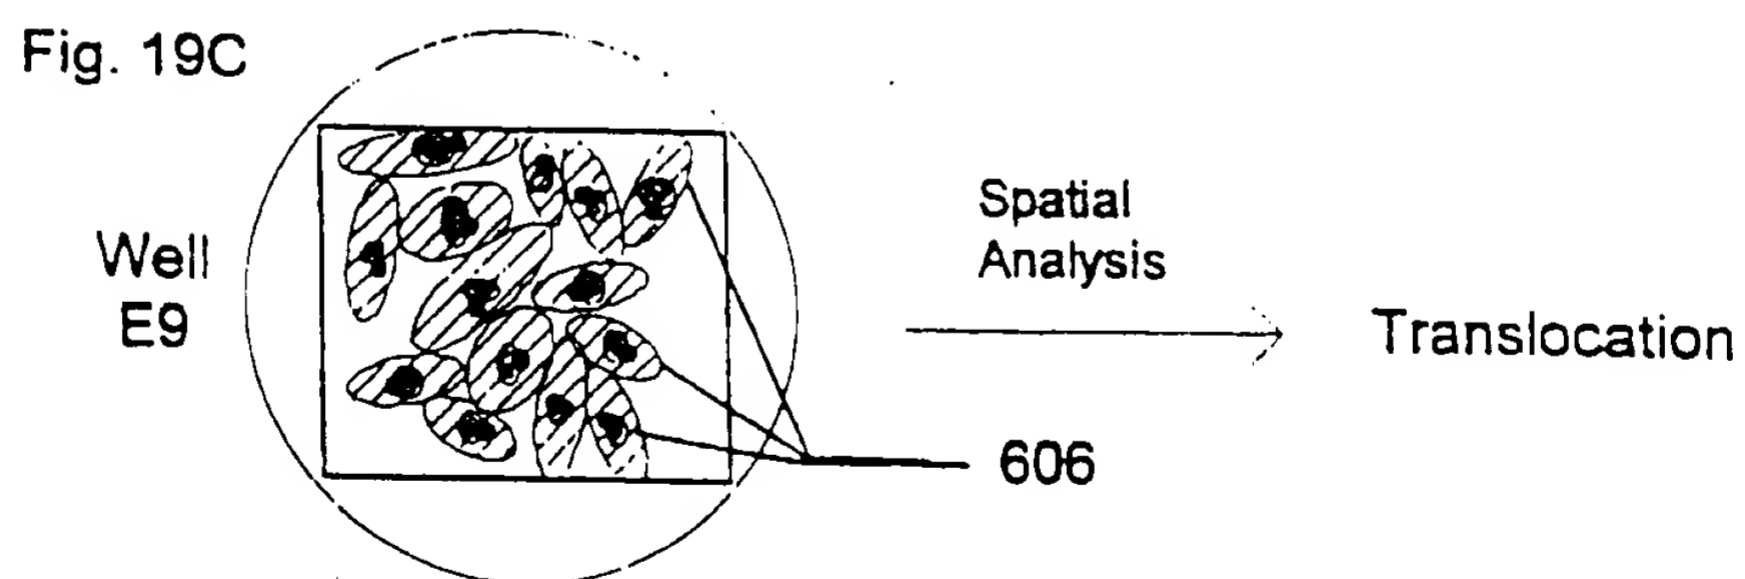 Fig. 19C
Well
E9
Spatial
Analysis
Translocation
606